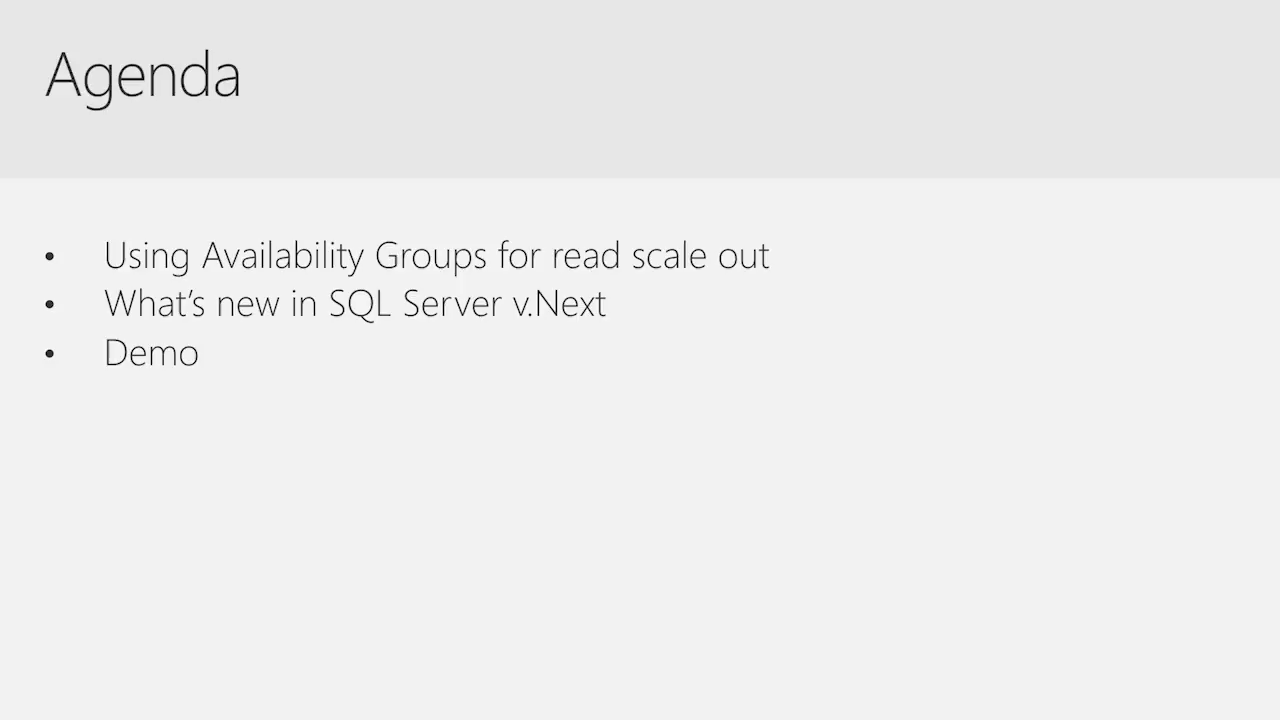 Agenda
• Using Availability Groups for read scale out
• What’s new in SQL Server v.Next
• Demo